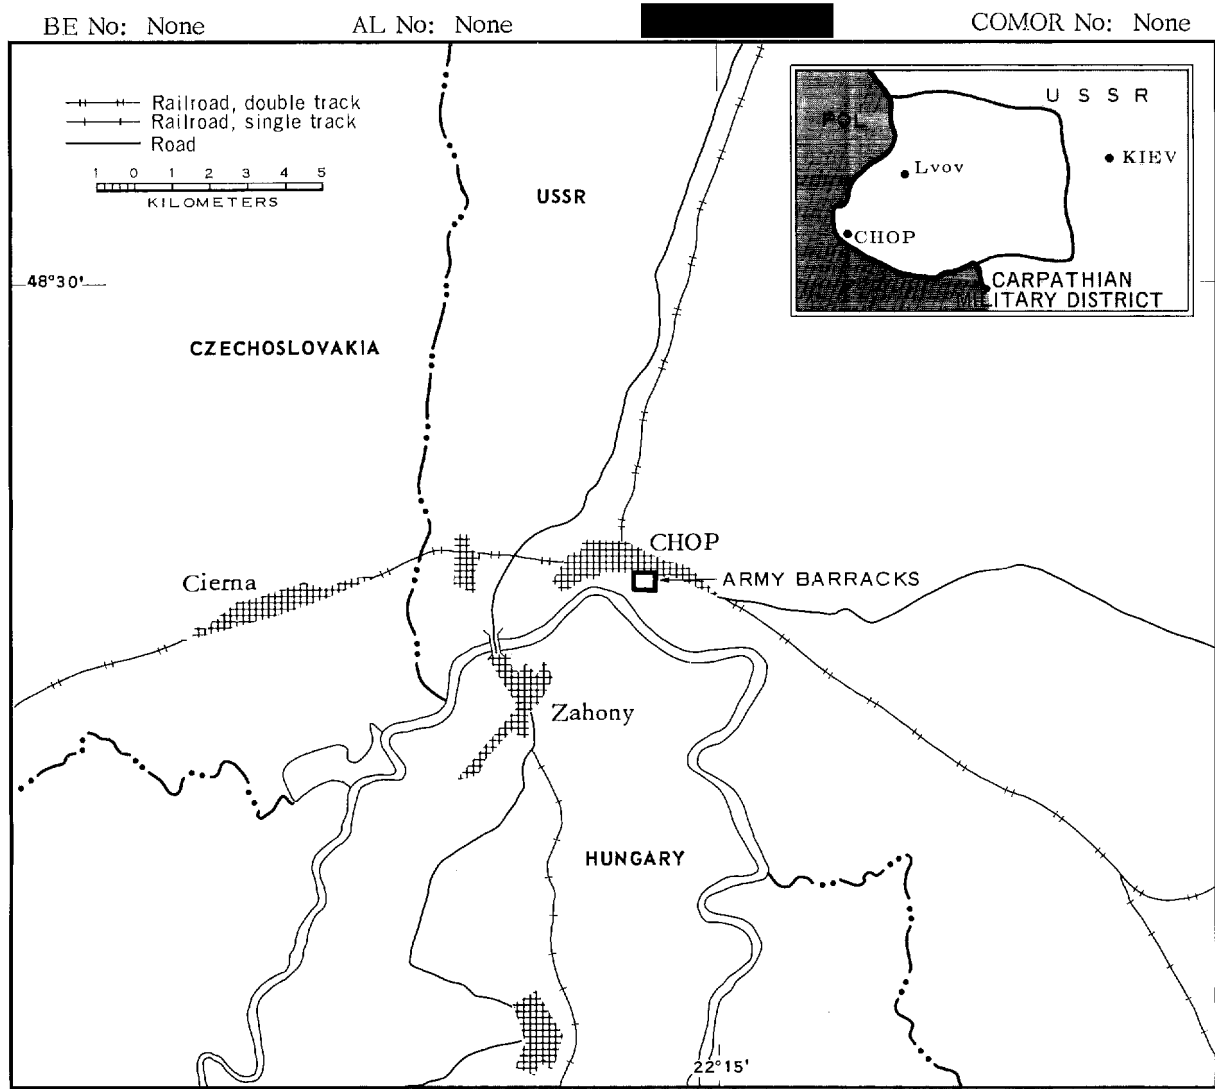 BE No: None AL No: None COMOR No: None
Railroad, double track
Railroad, single track
Road
1 0 1 2 3 4 5
KILOMETERS
USSR
POL
U S S R
Lvov
KIEV
CHOP
CARPATHIAN
MILITARY DISTRICT
48°30'
CZECHOSLOVAKIA
CHOP
Cierna
ARMY BARRACKS
Zahony
HUNGARY
22°15'